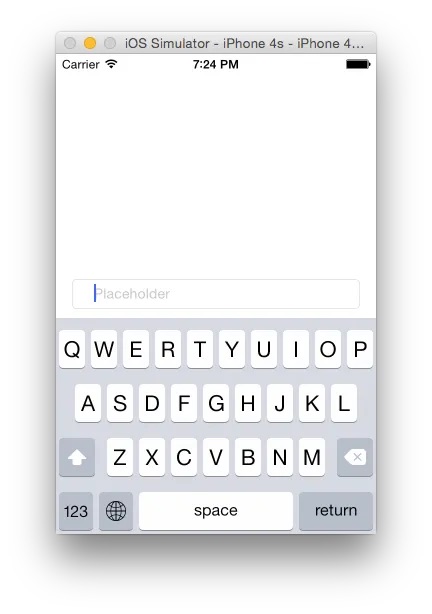 iOS Simulator - iPhone 4s - iPhone 4...
Carrier 7:24 PM
Placeholder
Q W E R T Y U I O P
A S D F G H J K L
Z X C V B N M
123 space return